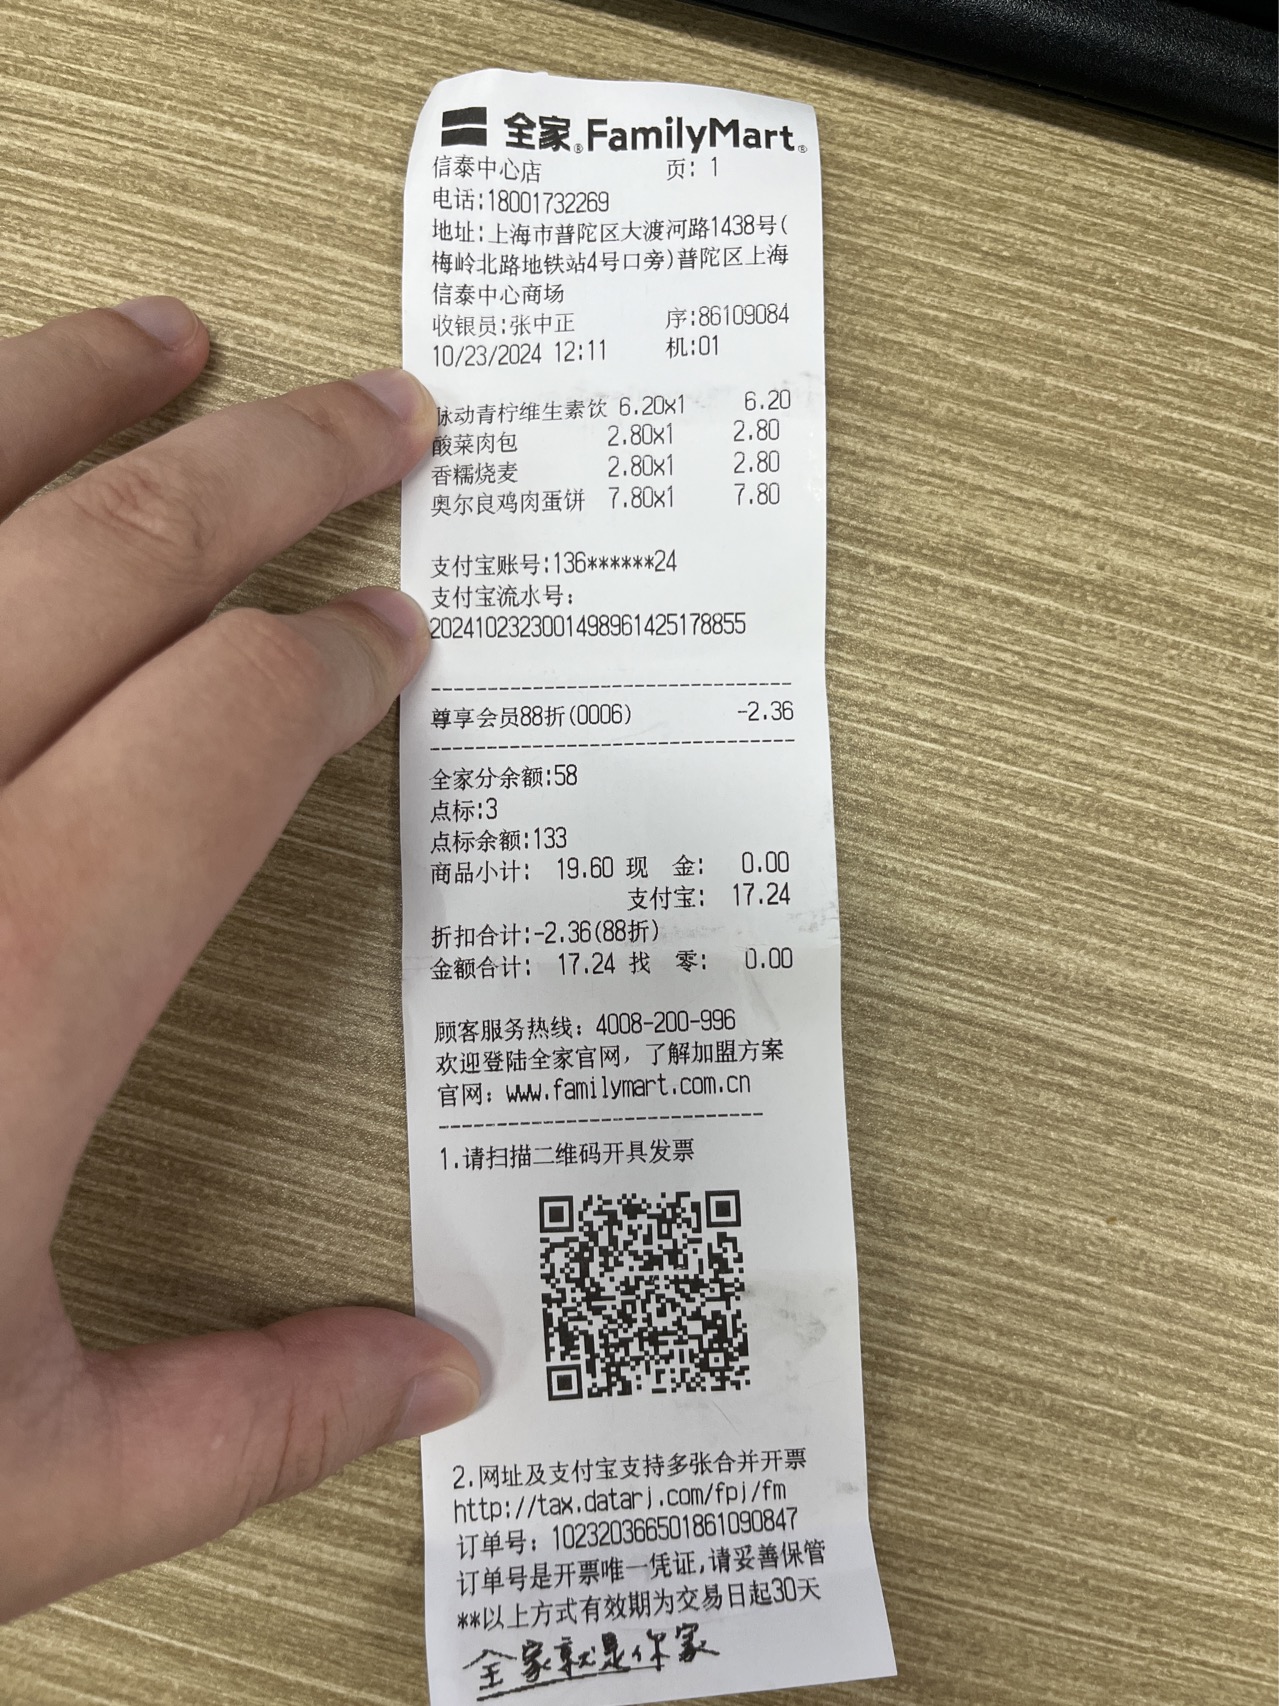 全家® FamilyMart®
信泰中心店 页: 1
电话:18001732269
地址:上海市普陀区大渡河路1438号(
梅岭北路地铁站4号口旁)普陀区上海
信泰中心商场
收银员:张中正 序:86109084
10/23/2024 12:11 机:01
脉动青柠维生素饮 6.20x1 6.20
酸菜肉包 2.80x1 2.80
香糯烧麦 2.80x1 2.80
奥尔良鸡肉蛋饼 7.80x1 7.80
支付宝账号:136******24
支付宝流水号:
2024102323001498961425178855
--------------------------------
尊享会员88折(0006) -2.36
--------------------------------
全家分余额:58
点标:3
点标余额:133
商品小计: 19.60 现 金: 0.00
支付宝: 17.24
折扣合计:-2.36(88折)
金额合计: 17.24 找 零: 0.00
顾客服务热线: 4008-200-996
欢迎登陆全家官网, 了解加盟方案
官网: www.familymart.com.cn
----------------------------
1.请扫描二维码开具发票
2.网址及支付宝支持多张合并开票
http://tax.datarj.com/fpj/fm
订单号: 1023203666501861090847
订单号是开票唯一凭证,请妥善保管
**以上方式有效期为交易日起30天
全家就是你家